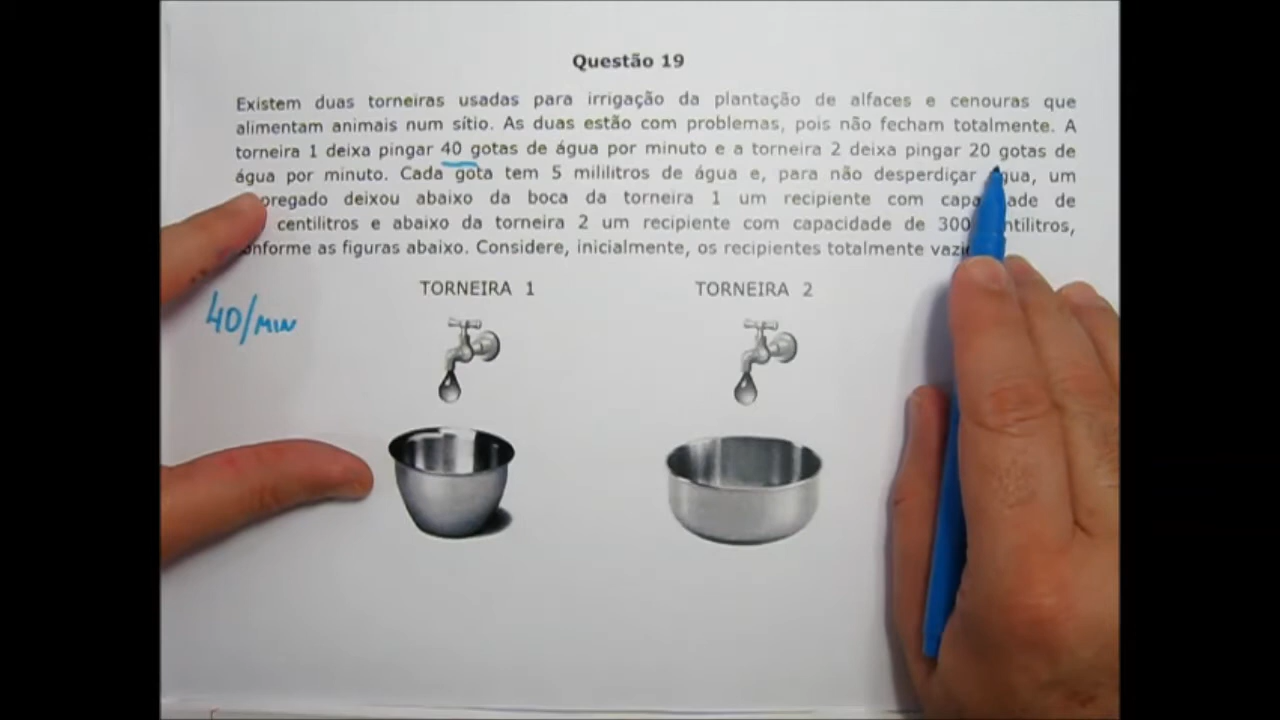 Questão 19
Existem duas torneiras usadas para irrigação da plantação de alfaces e cenouras que
alimentam animais num sítio. As duas estão com problemas, pois não fecham totalmente. A
torneira 1 deixa pingar 40 gotas de água por minuto e a torneira 2 deixa pingar 20 gotas de
água por minuto. Cada gota tem 5 mililitros de água e, para não desperdiçar água, um
deixou abaixo da boca da torneira 1 um recipiente com de
centilitros e abaixo da torneira 2 um recipiente com capacidade de 300
as figuras abaixo. Considere, inicialmente, os recipientes totalmente
TORNEIRA 1
TORNEIRA 2
40/MIN